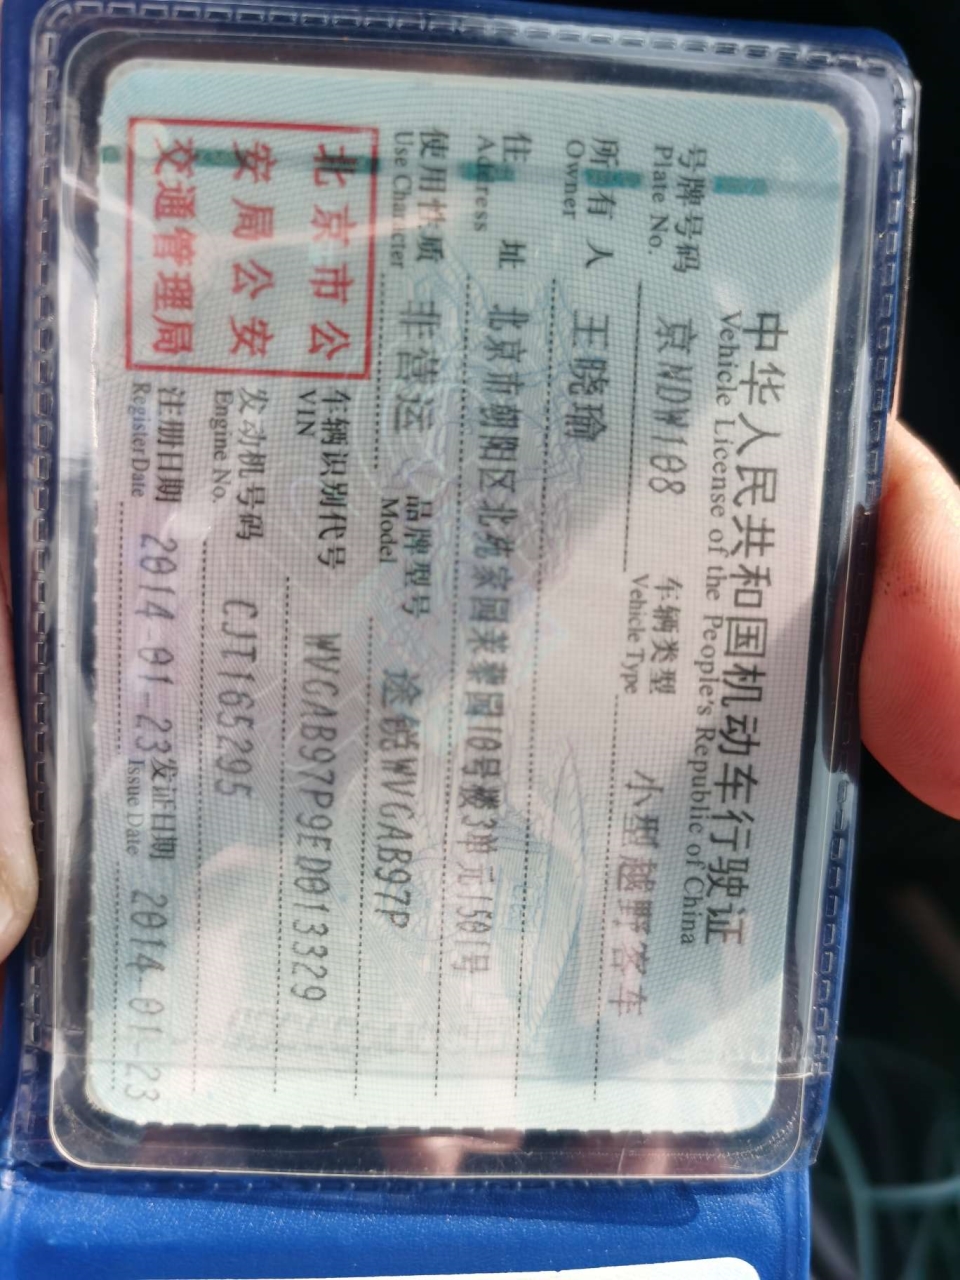 中华人民共和国机动车行驶证
Vehicle License of the People's Republic of China
号牌号码 京NDW108 车辆类型 小型越野客车
Plate No. Vehicle Type
所有人 王晓瑜
Owner
住址 北京市朝阳区北苑家园茉藜园10号楼3单元1501号
Address
使用性质 非营运 品牌型号 途锐WVGAB97P
Use Character Model
北京市公安局公安交通管理局
车辆识别代号 WVGAB97P9ED013329
VIN
发动机号码 CJT165295
Engine No.
注册日期 2014-01-23 发证日期 2014-01-23
Register Date Issue Date